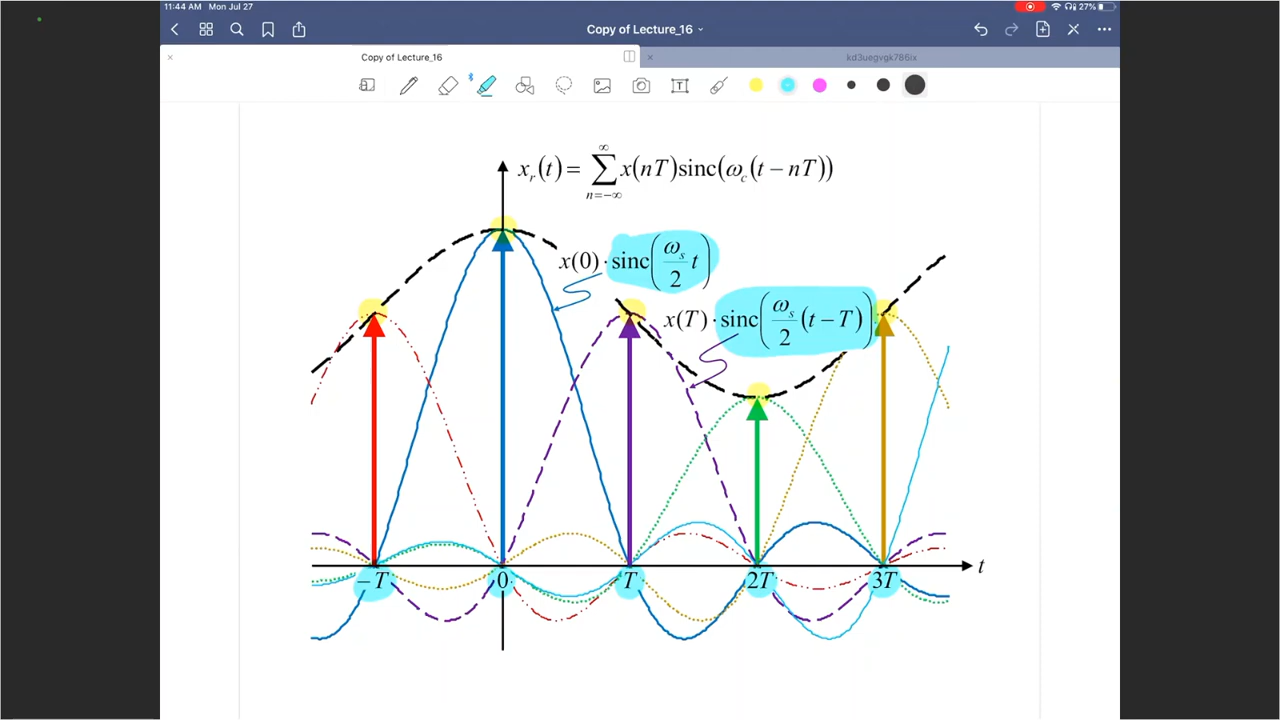 11:44 AM Mon Jul 27
27%
Copy of Lecture_16
Copy of Lecture_16
kd3uegvgk786ix
T
x_r(t) = ∑_{n=-∞}^{∞} x(nT)sinc(ω_c(t − nT))
x(0) · sinc(ω_s/2 t)
x(T) · sinc(ω_s/2 (t − T))
−T 0 T 2T 3T t